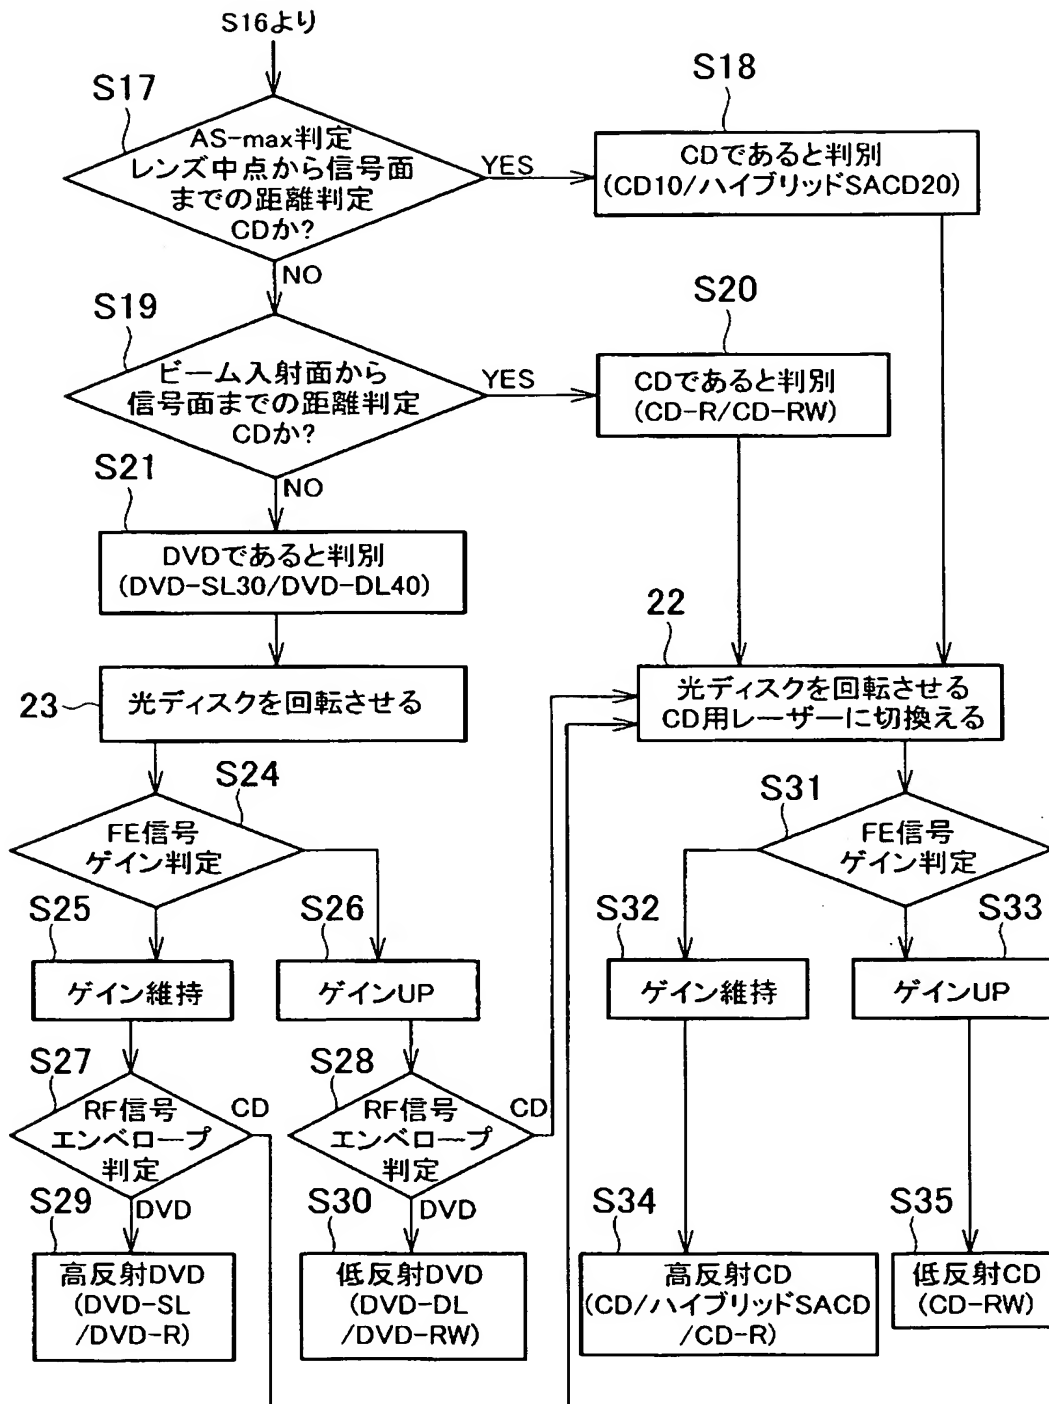 S16より
S17
AS-max判定
レンズ中点から信号面
までの距離判定
CDか?
YES
S18
CDであると判別
(CD10/ハイブリッドSACD20)
NO
S19
ビーム入射面から
信号面までの距離判定
CDか?
YES
S20
CDであると判別
(CD-R/CD-RW)
NO
S21
DVDであると判別
(DVD-SL30/DVD-DL40)
22
光ディスクを回転させる
CD用レーザーに切換える
23
光ディスクを回転させる
S24
FE信号
ゲイン判定
S31
FE信号
ゲイン判定
S25
ゲイン維持
S26
ゲインUP
S32
ゲイン維持
S33
ゲインUP
S27
RF信号
エンベロープ
判定
CD
DVD
S28
RF信号
エンベロープ
判定
CD
DVD
S29
高反射DVD
(DVD-SL
/DVD-R)
S30
低反射DVD
(DVD-DL
/DVD-RW)
S34
高反射CD
(CD/ハイブリッドSACD
/CD-R)
S35
低反射CD
(CD-RW)